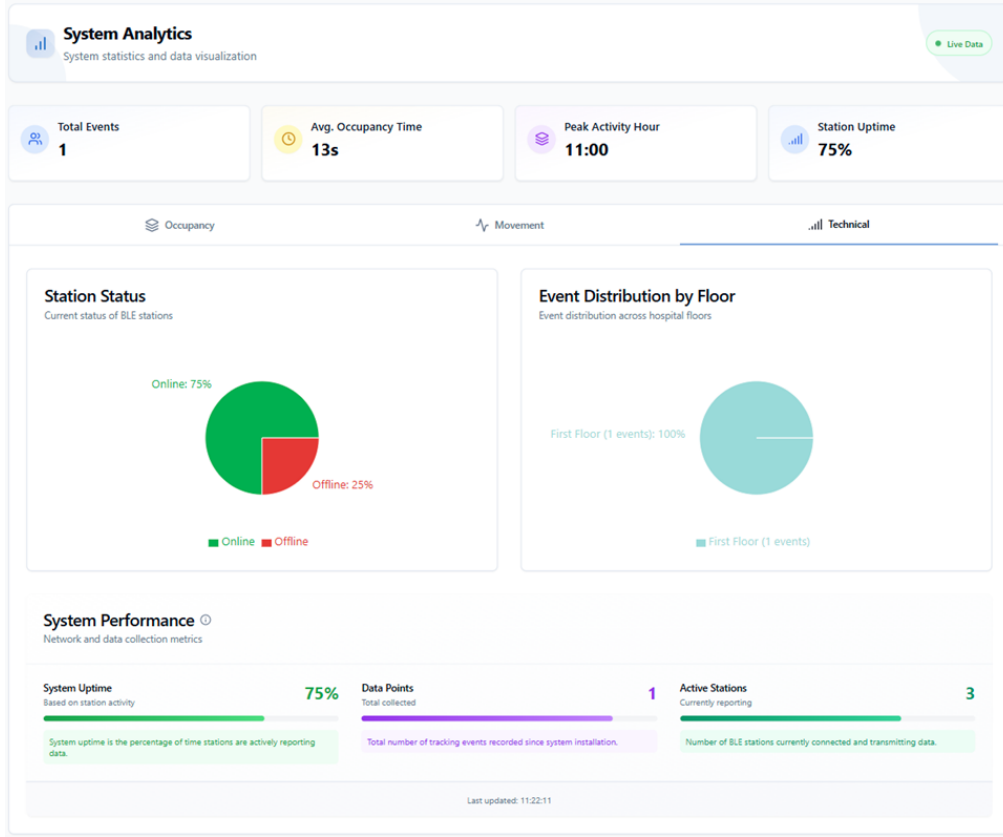 System Analytics
System statistics and data visualization
Live Data
Total Events
1
Avg. Occupancy Time
13s
Peak Activity Hour
11:00
Station Uptime
75%
Occupancy
Movement
Technical
Station Status
Current status of BLE stations
Online: 75%
Offline: 25%
Online Offline
Event Distribution by Floor
Event distribution across hospital floors
First Floor (1 events): 100%
First Floor (1 events)
System Performance
Network and data collection metrics
System Uptime
Based on station activity
75%
System uptime is the percentage of time stations are actively reporting
data.
Data Points
Total collected
1
Total number of tracking events recorded since system installation.
Active Stations
Currently reporting
3
Number of BLE stations currently connected and transmitting data.
Last updated: 11:22:11